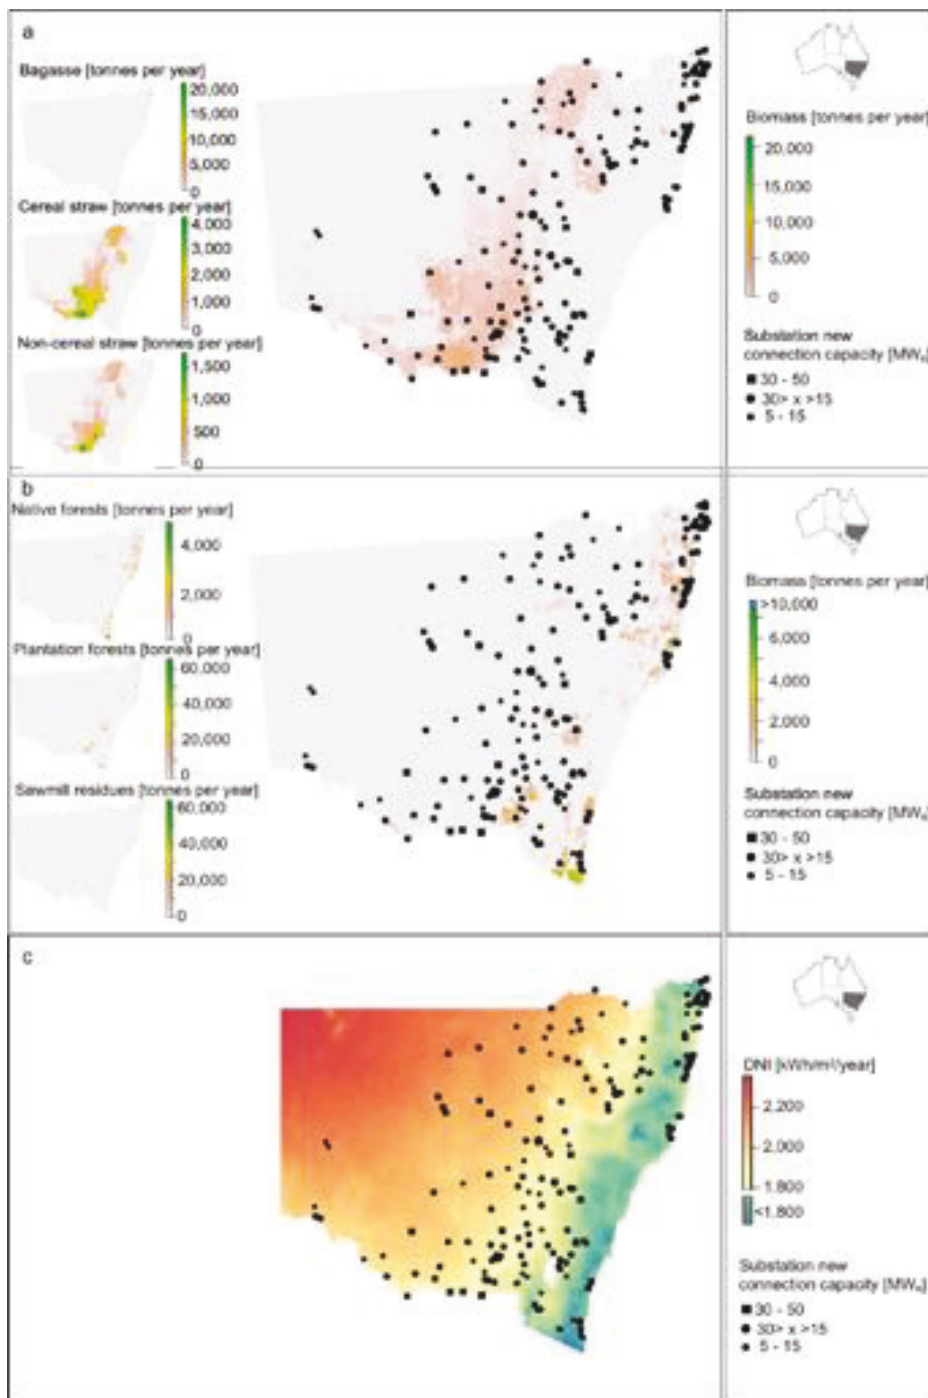 a
Bagasse [tonnes per year]
20,000
15,000
10,000
5,000
0
Cereal straw [tonnes per year]
4,000
3,000
2,000
1,000
0
Non-cereal straw [tonnes per year]
1,500
1,000
500
0
Biomass [tonnes per year]
20,000
15,000
10,000
5,000
0
Substation new
connection capacity [MWₑ]
30 - 50
30> x >15
5 - 15
b
Native forests [tonnes per year]
4,000
2,000
0
Plantation forests [tonnes per year]
60,000
40,000
20,000
0
Sawmill residues [tonnes per year]
60,000
40,000
20,000
0
Biomass [tonnes per year]
>10,000
6,000
4,000
2,000
0
Substation new
connection capacity [MWₑ]
30 - 50
30> x >15
5 - 15
c
DNI [kWh/m²/year]
2,200
2,000
1,800
<1,800
Substation new
connection capacity [MWₑ]
30 - 50
30> x >15
5 - 15